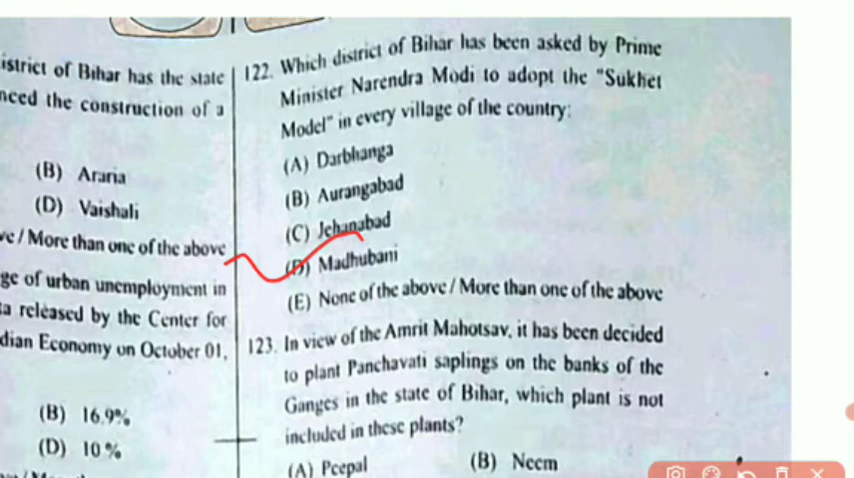 istrict of Bihar has the state
nced the construction of a
(B) Araria
(D) Vaishali
ve / More than one of the above
ge of urban unemployment in
ta released by the Center for
dian Economy on October 01,
(B) 16.9%
(D) 10%
122. Which district of Bihar has been asked by Prime
Minister Narendra Modi to adopt the "Sukhet
Model" in every village of the country:
(A) Darbhanga
(B) Aurangabad
(C) Jehanabad
(D) Madhubani
(E) None of the above / More than one of the above
123. In view of the Amrit Mahotsav, it has been decided
to plant Panchavati saplings on the banks of the
Ganges in the state of Bihar, which plant is not
included in these plants?
(A) Peepal
(B) Neem